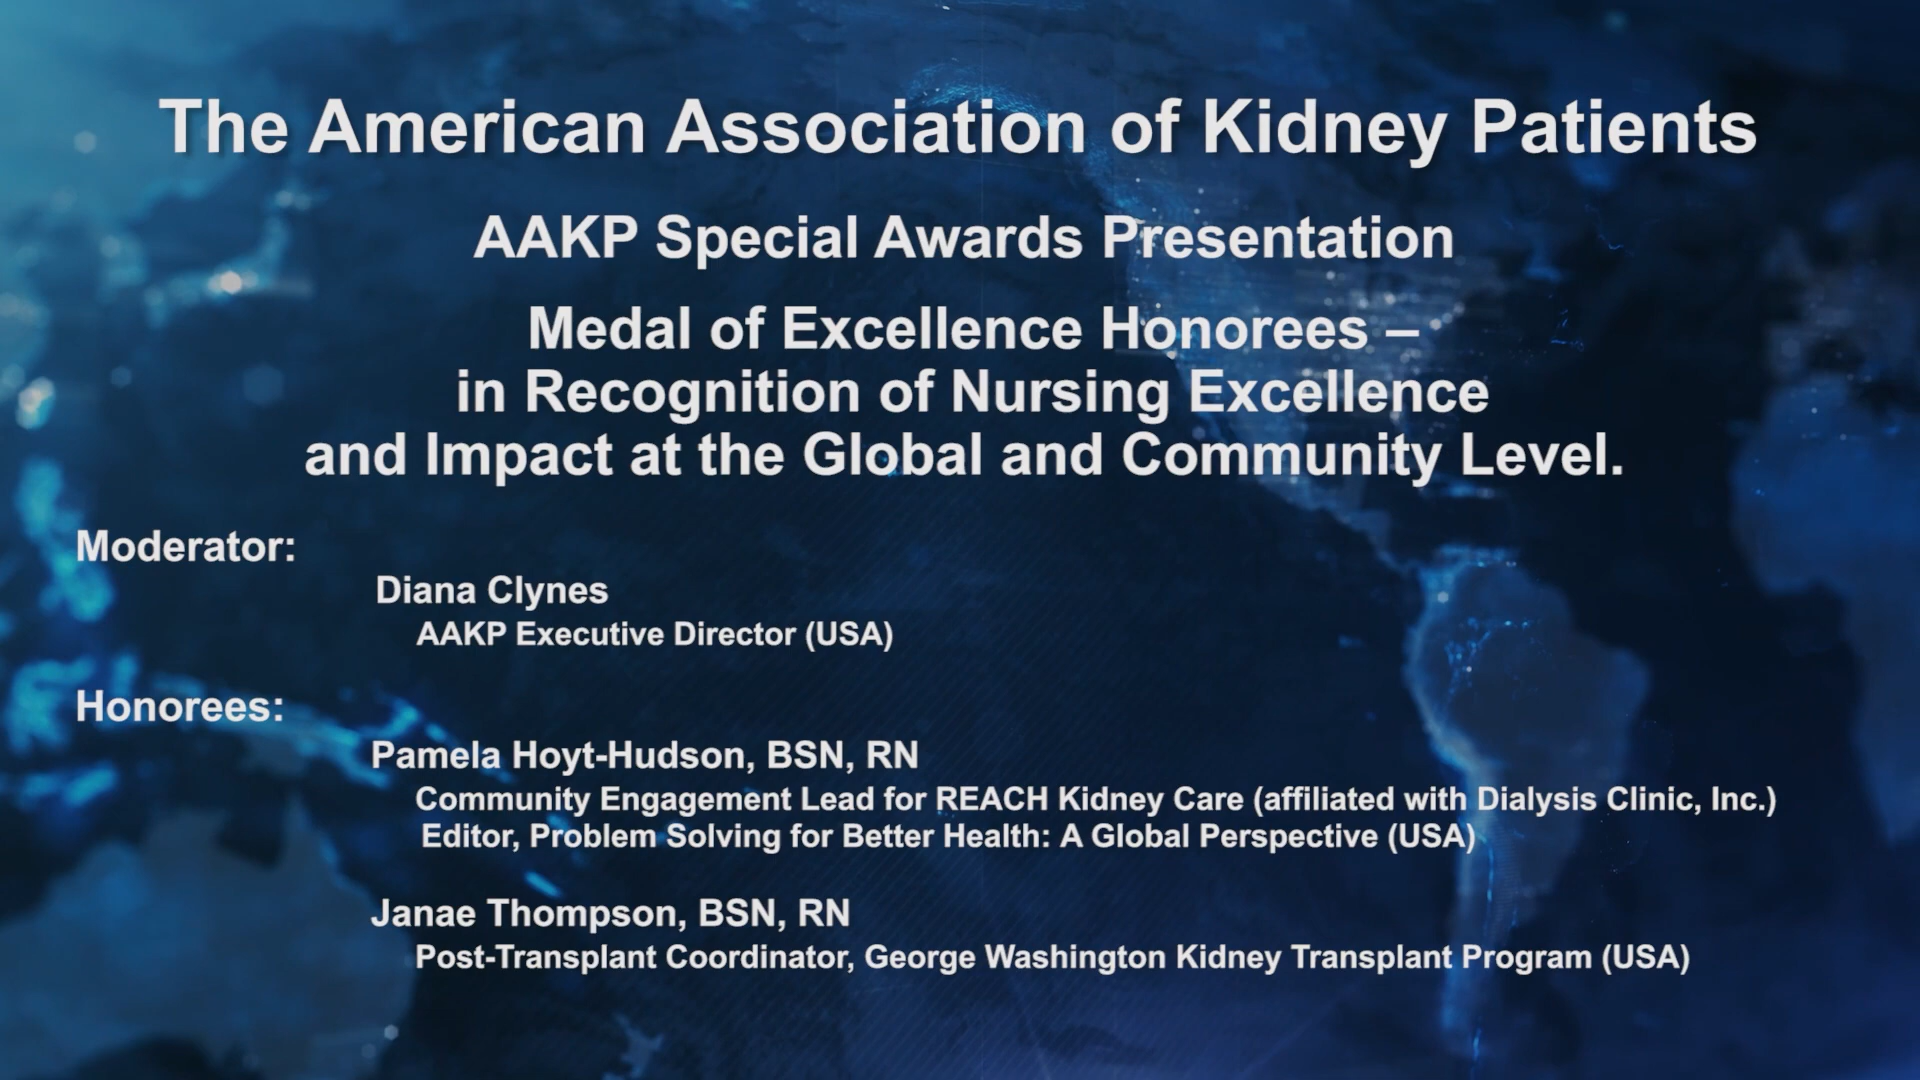 The American Association of Kidney Patients
AAKP Special Awards Presentation
Medal of Excellence Honorees –
in Recognition of Nursing Excellence
and Impact at the Global and Community Level.
Moderator:
Diana Clynes
AAKP Executive Director (USA)
Honorees:
Pamela Hoyt-Hudson, BSN, RN
Community Engagement Lead for REACH Kidney Care (affiliated with Dialysis Clinic, Inc.)
Editor, Problem Solving for Better Health: A Global Perspective (USA)
Janae Thompson, BSN, RN
Post-Transplant Coordinator, George Washington Kidney Transplant Program (USA)